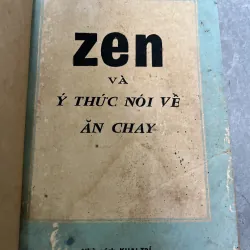 zen
VÀ
Ý THỨC NÓI VỀ
ĂN CHAY